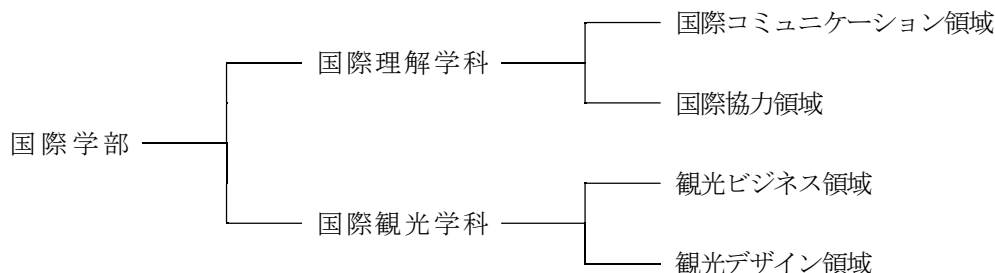 国際学部
国際理解学科
国際コミュニケーション領域
国際協力領域
国際観光学科
観光ビジネス領域
観光デザイン領域